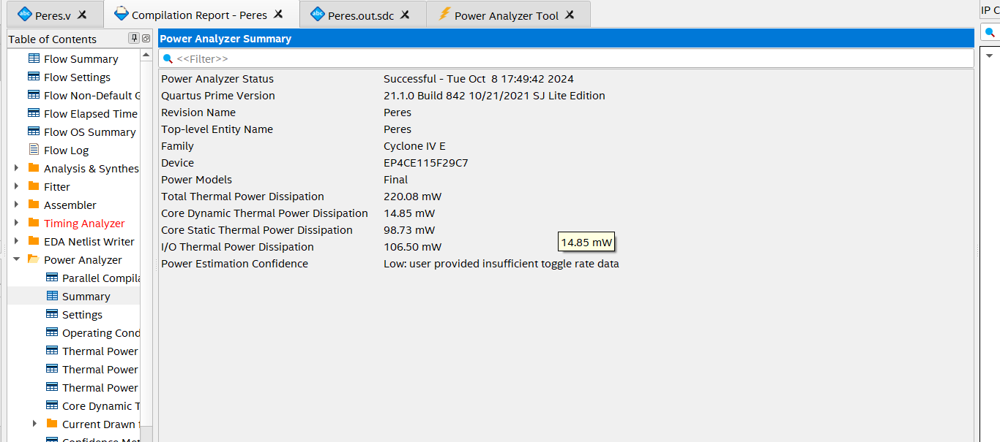 Peres.v
Compilation Report - Peres
Peres.out.sdc
Power Analyzer Tool
IP C
Table of Contents
Flow Summary
Flow Settings
Flow Non-Default G
Flow Elapsed Time
Flow OS Summary
Flow Log
Analysis & Synthes
Fitter
Assembler
Timing Analyzer
EDA Netlist Writer
Power Analyzer
Parallel Compila
Summary
Settings
Operating Cond
Thermal Power
Thermal Power
Thermal Power
Core Dynamic T
Current Drawn f
Confidence Met
Power Analyzer Summary
<<Filter>>
Power Analyzer Status Successful - Tue Oct  8 17:49:42 2024
Quartus Prime Version 21.1.0 Build 842 10/21/2021 SJ Lite Edition
Revision Name Peres
Top-level Entity Name Peres
Family Cyclone IV E
Device EP4CE115F29C7
Power Models Final
Total Thermal Power Dissipation 220.08 mW
Core Dynamic Thermal Power Dissipation 14.85 mW
Core Static Thermal Power Dissipation 98.73 mW
I/O Thermal Power Dissipation 106.50 mW
Power Estimation Confidence Low: user provided insufficient toggle rate data
14.85 mW